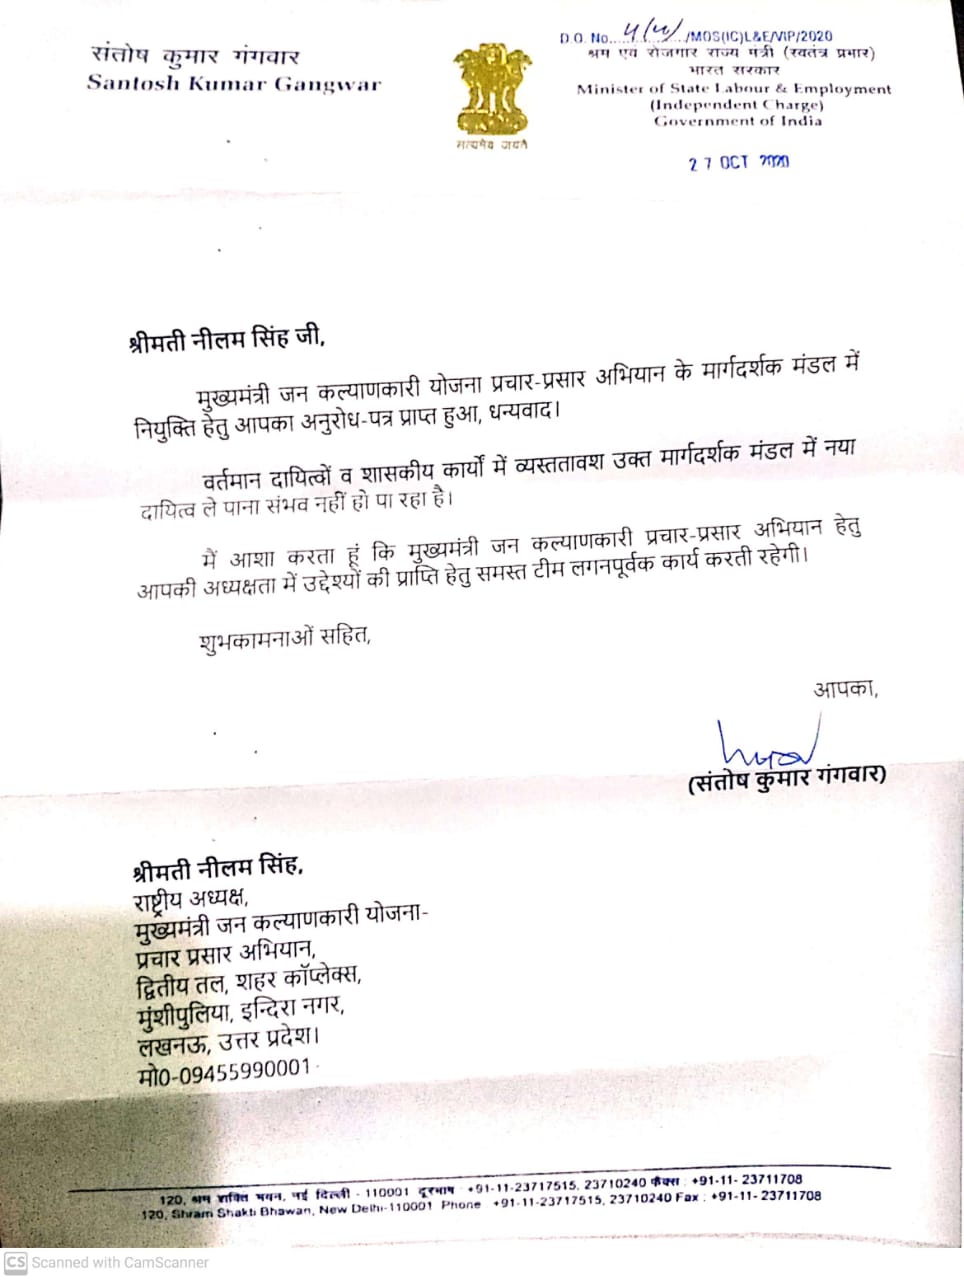 संतोष कुमार गंगवार
Santosh Kumar Gangwar
सत्यमेव जयते
D.O. No. /MOS(IC)L&E/VIP/2020
श्रम एवं रोजगार राज्य मंत्री (स्वतंत्र प्रभार)
भारत सरकार
Minister of State Labour & Employment
(Independent Charge)
Government of India
27 OCT 2020
श्रीमती नीलम सिंह जी,
मुख्यमंत्री जन कल्याणकारी योजना प्रचार-प्रसार अभियान के मार्गदर्शक मंडल में
नियुक्ति हेतु आपका अनुरोध-पत्र प्राप्त हुआ, धन्यवाद।
वर्तमान दायित्वों व शासकीय कार्यों में व्यस्ततावश उक्त मार्गदर्शक मंडल में नया
दायित्व ले पाना संभव नहीं हो पा रहा है।
मैं आशा करता हूं कि मुख्यमंत्री जन कल्याणकारी प्रचार-प्रसार अभियान हेतु
आपकी अध्यक्षता में उद्देश्यों की प्राप्ति हेतु समस्त टीम लगनपूर्वक कार्य करती रहेगी।
शुभकामनाओं सहित,
आपका,
(संतोष कुमार गंगवार)
श्रीमती नीलम सिंह,
राष्ट्रीय अध्यक्ष,
मुख्यमंत्री जन कल्याणकारी योजना-
प्रचार प्रसार अभियान,
द्वितीय तल, शहर कॉप्लेक्स,
मुंशीपुलिया, इन्दिरा नगर,
लखनऊ, उत्तर प्रदेश।
मो0-09455990001
120, श्रम शक्ति भवन, नई दिल्ली - 110001 दूरभाष : +91-11-23717515, 23710240 फैक्स : +91-11-23711708
120, Shram Shakti Bhawan, New Delhi-110001 Phone +91-11-23717515, 23710240 Fax : +91-11- 23711708
CS Scanned with CamScanner